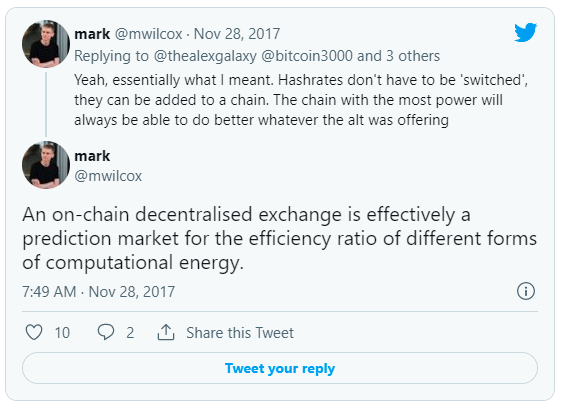 mark @mwilcox · Nov 28, 2017
Replying to @thealexgalaxy @bitcoin3000 and 3 others
Yeah, essentially what I meant. Hashrates don't have to be 'switched',
they can be added to a chain. The chain with the most power will
always be able to do better whatever the alt was offering
mark
@mwilcox
An on-chain decentralised exchange is effectively a
prediction market for the efficiency ratio of different forms
of computational energy.
7:49 AM · Nov 28, 2017
10 2 Share this Tweet
Tweet your reply